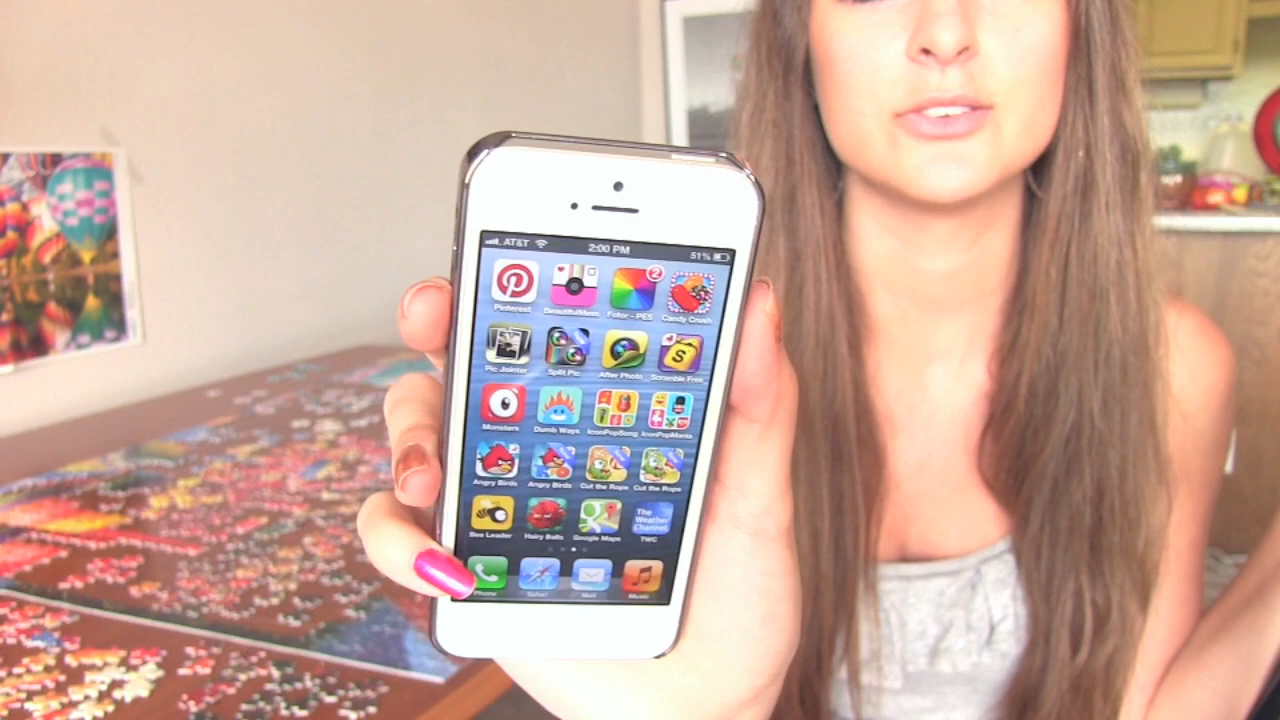 AT&T 2:00 PM 51%
Pinterest BeautifulMess Fotor - PES 2 Candy Crush
Pic Jointer Split Pic After Photo S Scramble Free
Monsters Dumb Ways IconPopSong IconPopMania
Angry Birds Angry Birds Cut the Rope Cut the Rope
The Weather Channel
Bee Leader Hairy Balls Google Maps TWC
Phone Safari Mail Music